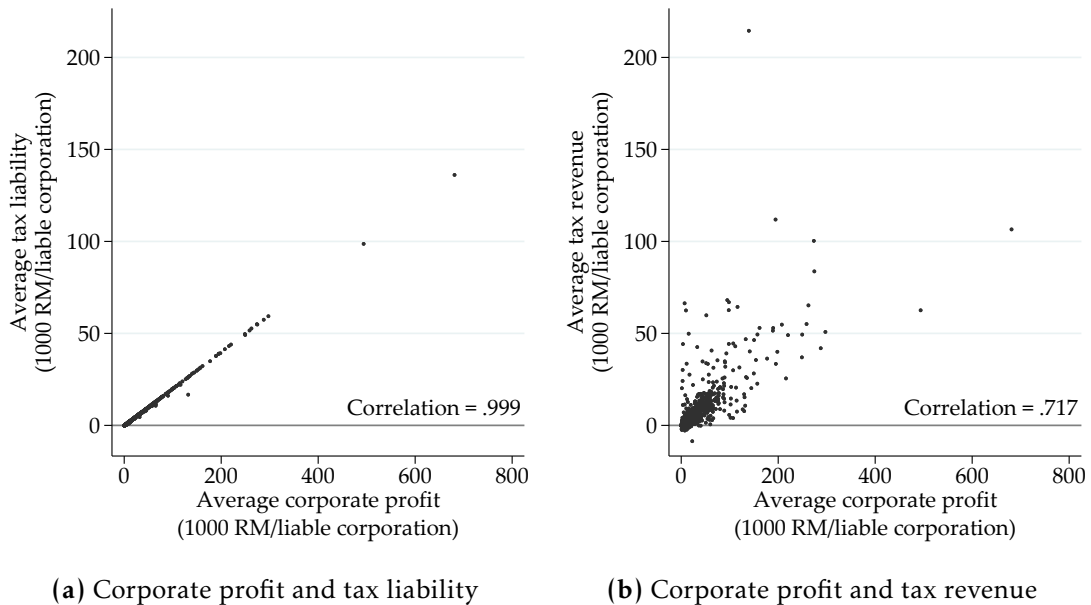 Average tax liability
(1000 RM/liable corporation)
200
150
100
50
0
Correlation = .999
0 200 400 600 800
Average corporate profit
(1000 RM/liable corporation)
(a) Corporate profit and tax liability
Average tax revenue
(1000 RM/liable corporation)
200
150
100
50
0
Correlation = .717
0 200 400 600 800
Average corporate profit
(1000 RM/liable corporation)
(b) Corporate profit and tax revenue